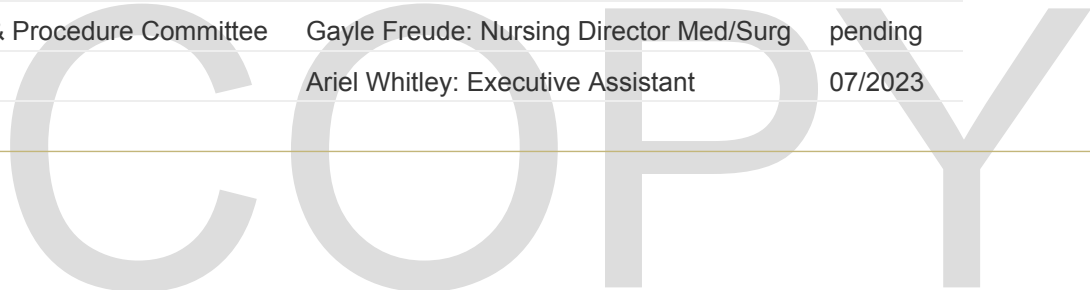 & Procedure Committee Gayle Freude: Nursing Director Med/Surg pending
Ariel Whitley: Executive Assistant 07/2023
COPY